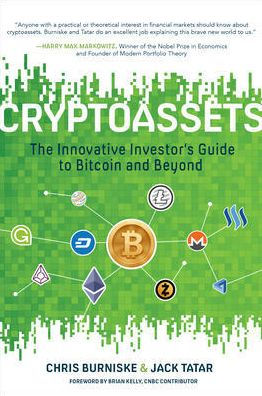 "Anyone with a practical or theoretical interest in financial markets should know about
cryptoassets. Burniske and Tatar do an excellent job explaining this brave new world to us."
—HARRY MAX MARKOWITZ, Winner of the Nobel Prize in Economics
and Founder of Modern Portfolio Theory
CRYPTOASSETS
The Innovative Investor's Guide
to Bitcoin and Beyond
CHRIS BURNISKE & JACK TATAR
FOREWORD BY BRIAN KELLY, CNBC CONTRIBUTOR